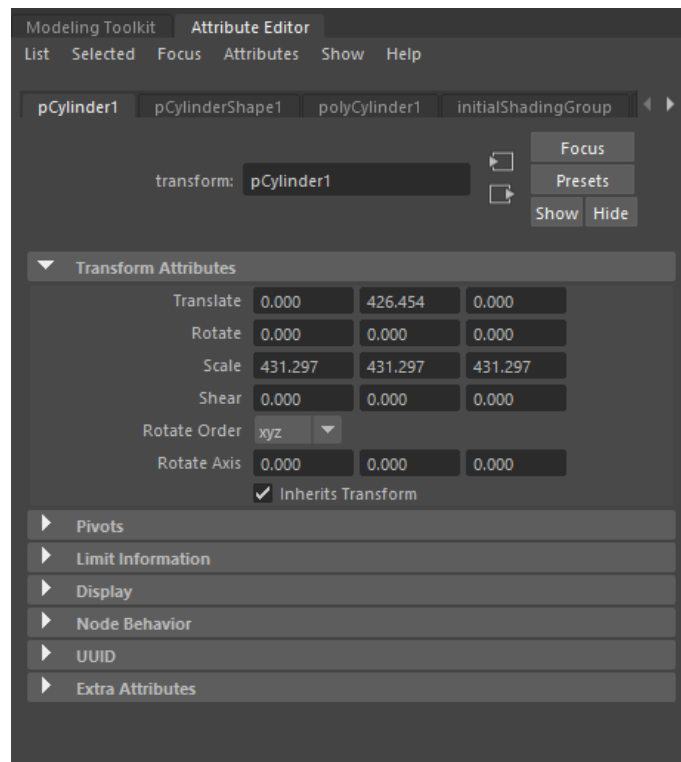 Modeling Toolkit Attribute Editor
List Selected Focus Attributes Show Help
pCylinder1 pCylinderShape1 polyCylinder1 initialShadingGroup
Focus
transform: pCylinder1 Presets
Show Hide
Transform Attributes
Translate 0.000 426.454 0.000
Rotate 0.000 0.000 0.000
Scale 431.297 431.297 431.297
Shear 0.000 0.000 0.000
Rotate Order xyz
Rotate Axis 0.000 0.000 0.000
Inherits Transform
Pivots
Limit Information
Display
Node Behavior
UUID
Extra Attributes